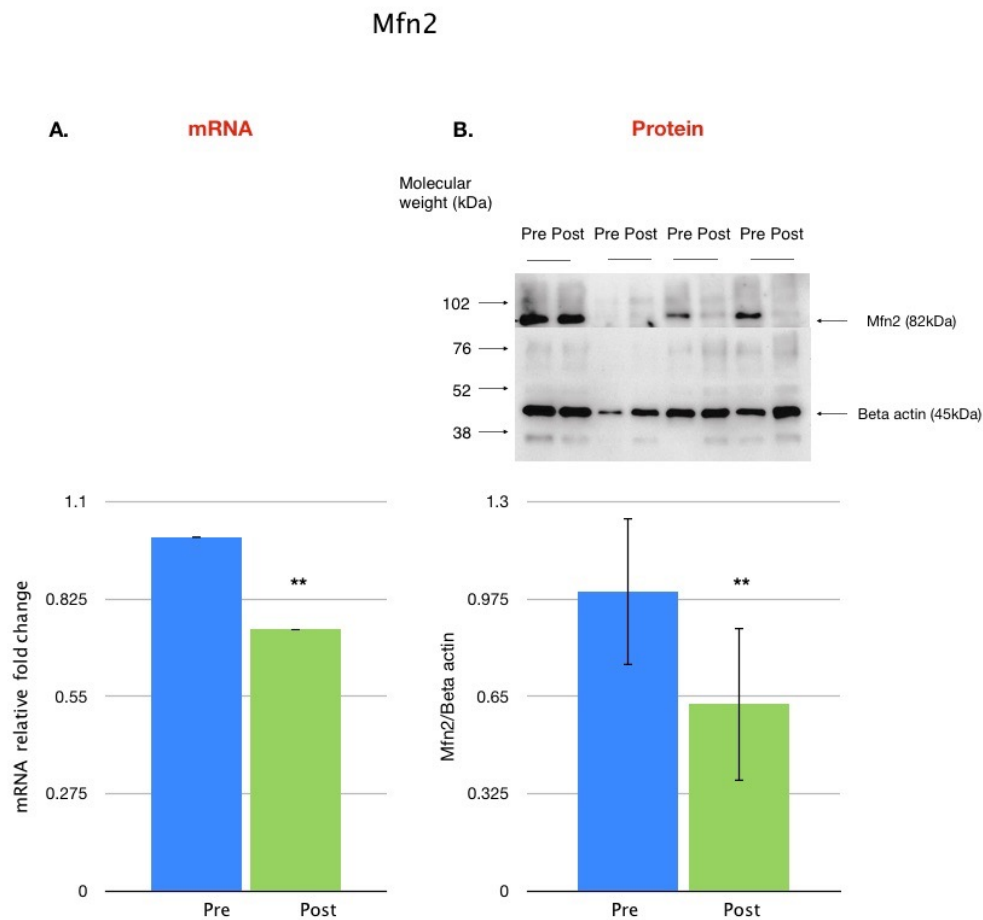 Mfn2
A.
mRNA
B.
Protein
Molecular
weight (kDa)
Pre Post Pre Post Pre Post Pre Post
102
Mfn2 (82kDa)
76
52
Beta actin (45kDa)
38
1.1
0.825
0.55
0.275
0
mRNA relative fold change
**
Pre
Post
1.3
0.975
0.65
0.325
0
Mfn2/Beta actin
**
Pre
Post